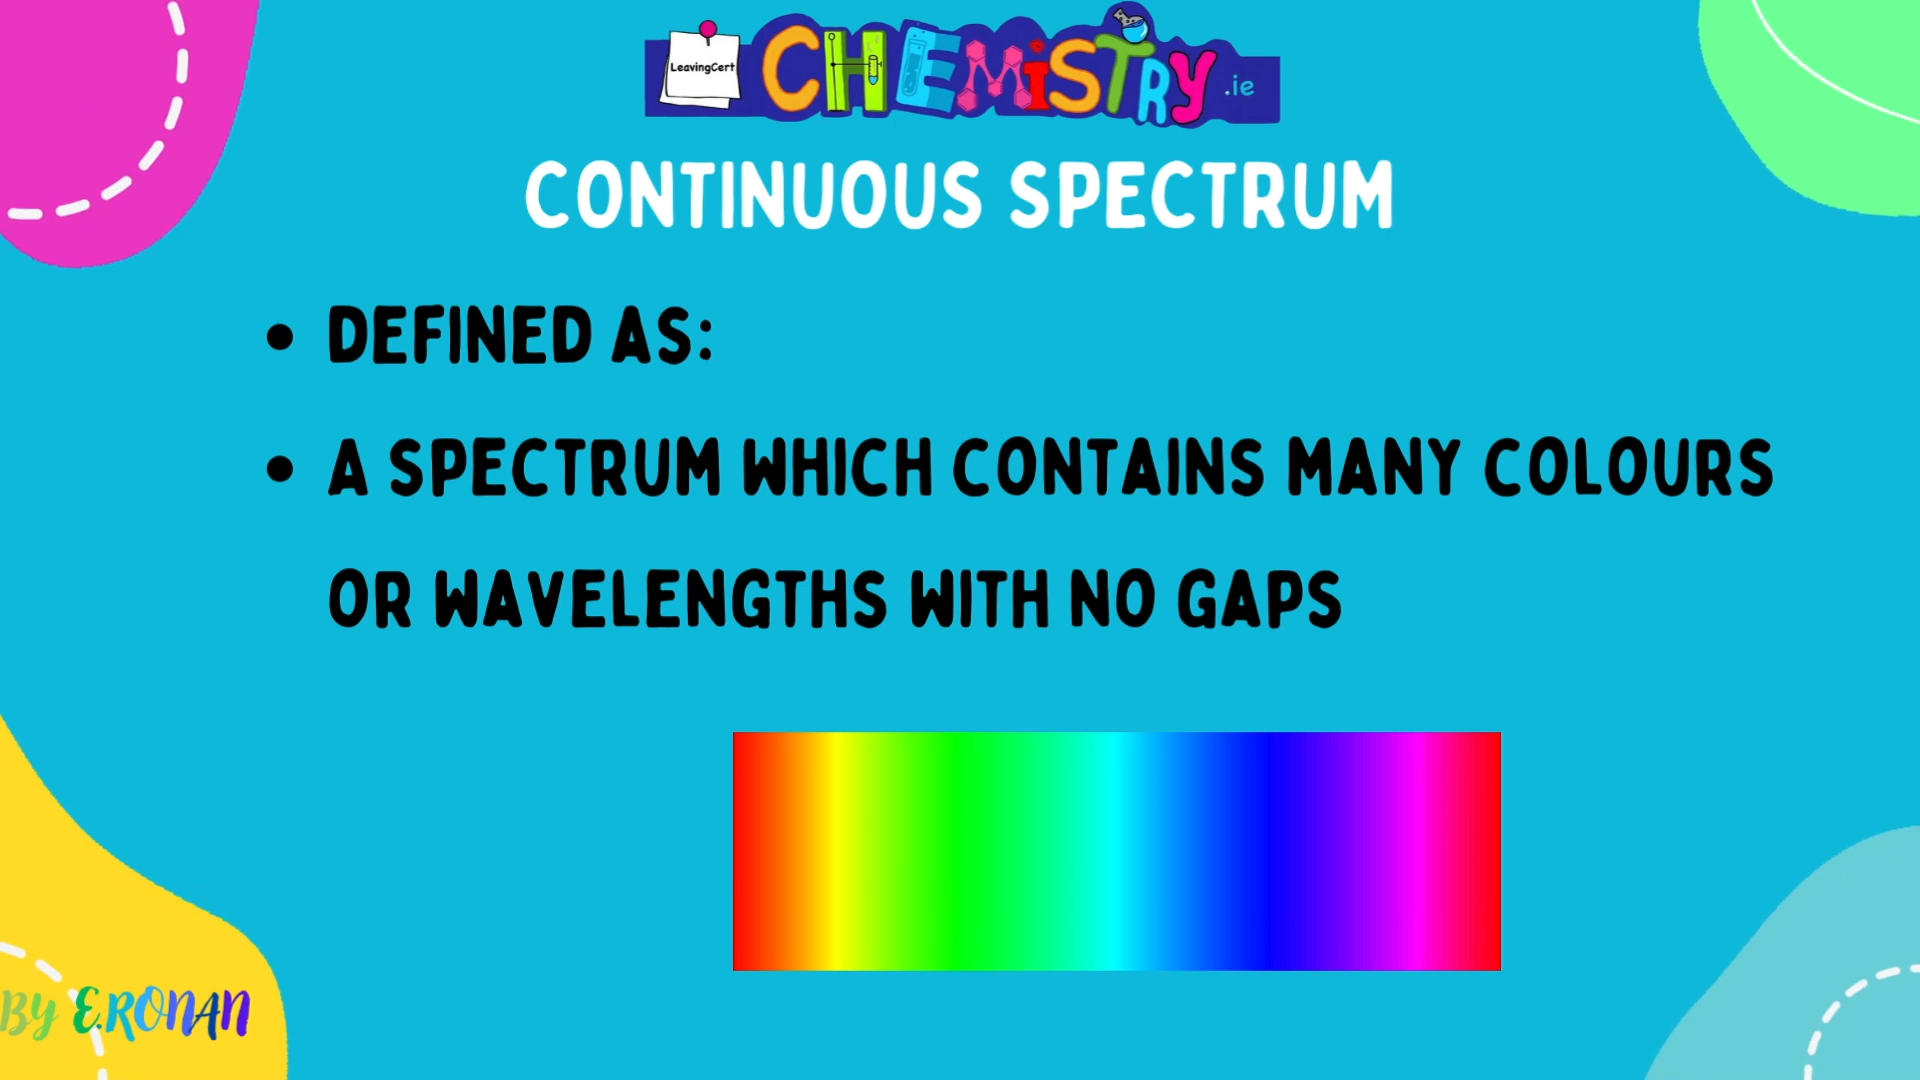 LeavingCert
CHEMiSTRY
.ie
CONTINUOUS SPECTRUM
• DEFINED AS:
• A SPECTRUM WHICH CONTAINS MANY COLOURS
OR WAVELENGTHS WITH NO GAPS
By E.RONAN